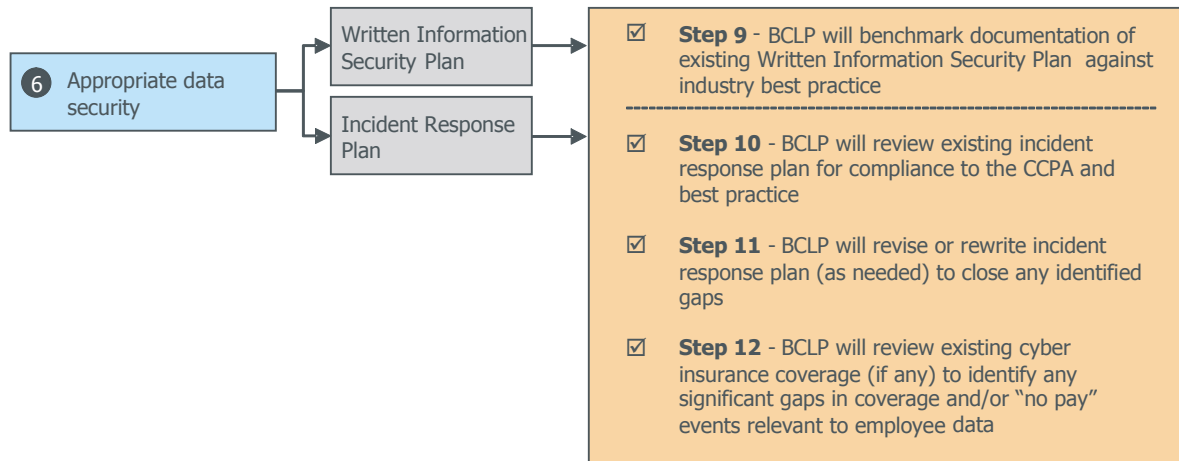 6 Appropriate data
security
Written Information
Security Plan
Incident Response
Plan
☑ Step 9 - BCLP will benchmark documentation of
existing Written Information Security Plan against
industry best practice
☑ Step 10 - BCLP will review existing incident
response plan for compliance to the CCPA and
best practice
☑ Step 11 - BCLP will revise or rewrite incident
response plan (as needed) to close any identified
gaps
☑ Step 12 - BCLP will review existing cyber
insurance coverage (if any) to identify any
significant gaps in coverage and/or “no pay”
events relevant to employee data